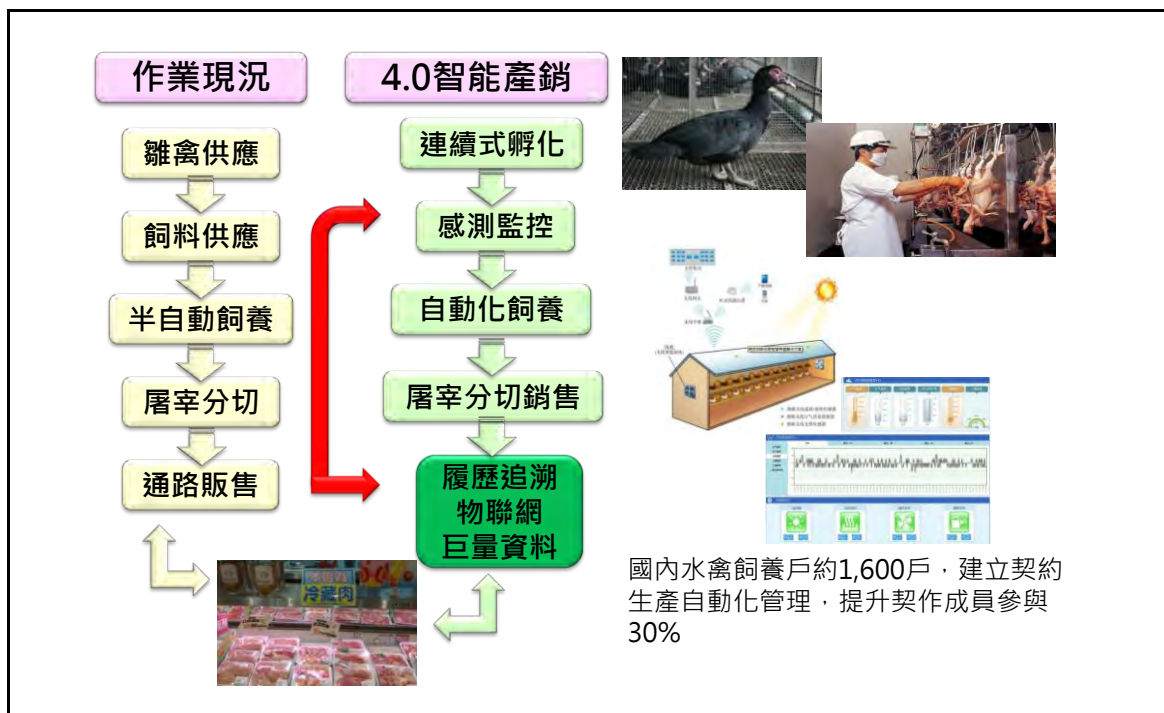 作業現況
雛禽供應
飼料供應
半自動飼養
屠宰分切
通路販售
4.0智能產銷
連續式孵化
感測監控
自動化飼養
屠宰分切銷售
履歷追溯
物聯網
巨量資料
冷藏肉
國內水禽飼養戶約1,600戶，建立契約
生產自動化管理，提升契作成員參與
30%